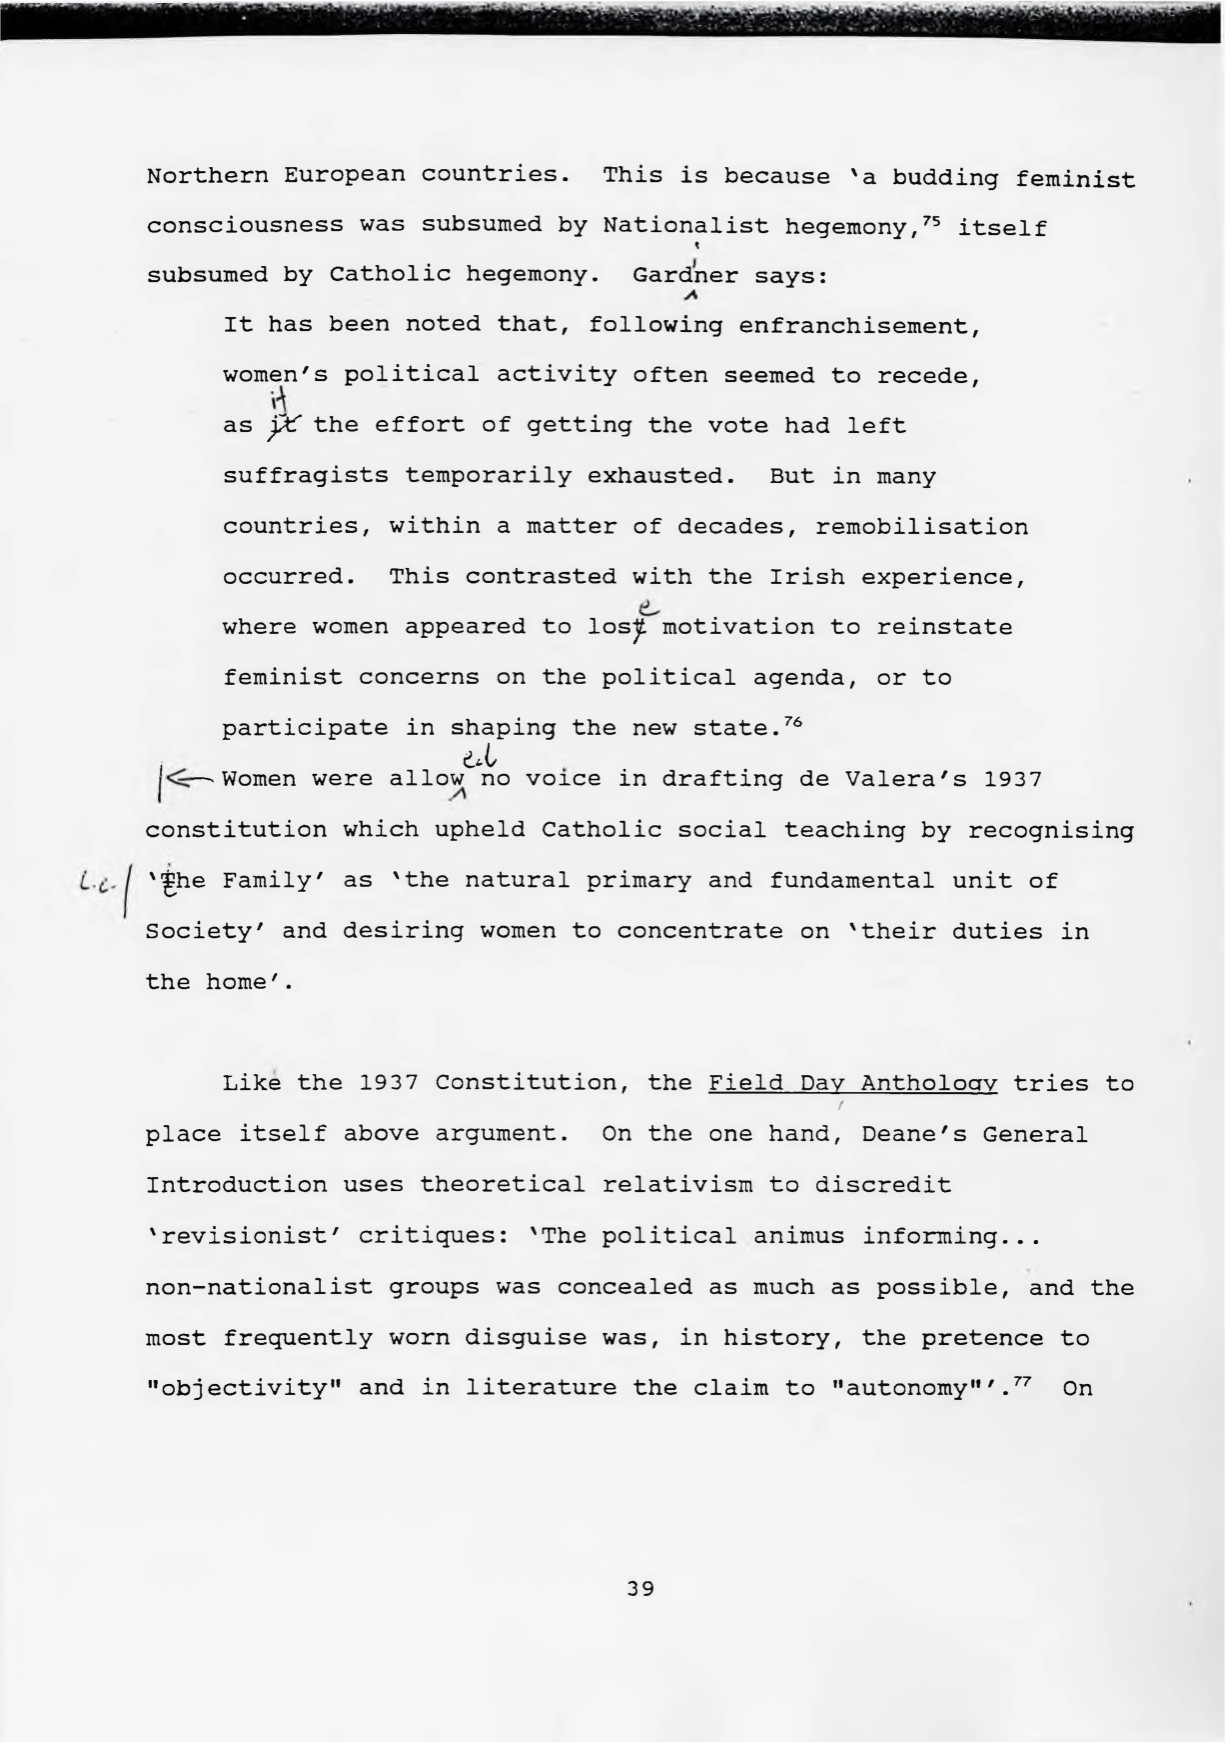 Northern European countries. This is because ‛a budding feminist
consciousness was subsumed by Nationalist hegemony,75 itself
subsumed by Catholic hegemony. Gardiner says:
It has been noted that, following enfranchisement,
women's political activity often seemed to recede,
as if the effort of getting the vote had left
suffragists temporarily exhausted. But in many
countries, within a matter of decades, remobilisation
occurred. This contrasted with the Irish experience,
where women appeared to lose motivation to reinstate
feminist concerns on the political agenda, or to
participate in shaping the new state.76
Women were allowed no voice in drafting de Valera's 1937
constitution which upheld Catholic social teaching by recognising
l.c. ‛the Family' as ‛the natural primary and fundamental unit of
Society' and desiring women to concentrate on ‛their duties in
the home'.
Like the 1937 Constitution, the Field Day Anthology tries to
place itself above argument. On the one hand, Deane's General
Introduction uses theoretical relativism to discredit
‛revisionist' critiques: ‛The political animus informing...
non-nationalist groups was concealed as much as possible, and the
most frequently worn disguise was, in history, the pretence to
"objectivity" and in literature the claim to "autonomy"'.77 On
39